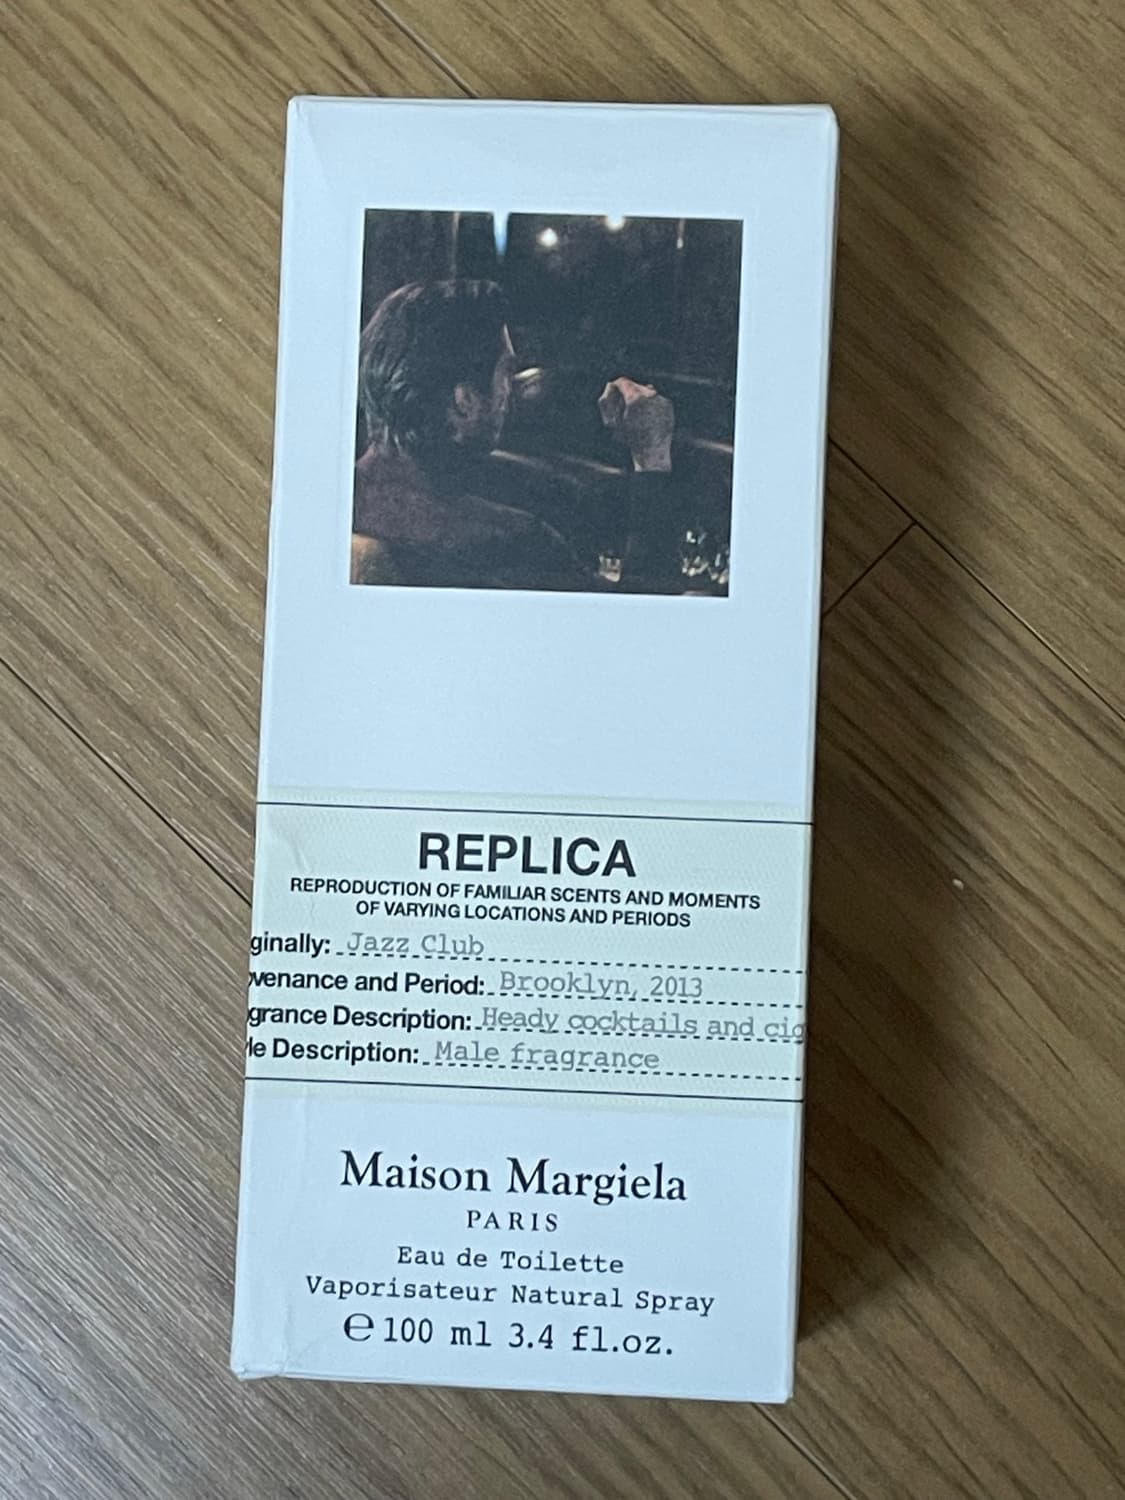 REPLICA
REPRODUCTION OF FAMILIAR SCENTS AND MOMENTS
OF VARYING LOCATIONS AND PERIODS
ginally: Jazz Club
venance and Period: Brooklyn, 2013
grance Description: Heady cocktails and cig
le Description: Male fragrance
Maison Margiela
PARIS
Eau de Toilette
Vaporisateur Natural Spray
℮ 100 ml 3.4 fl.oz.